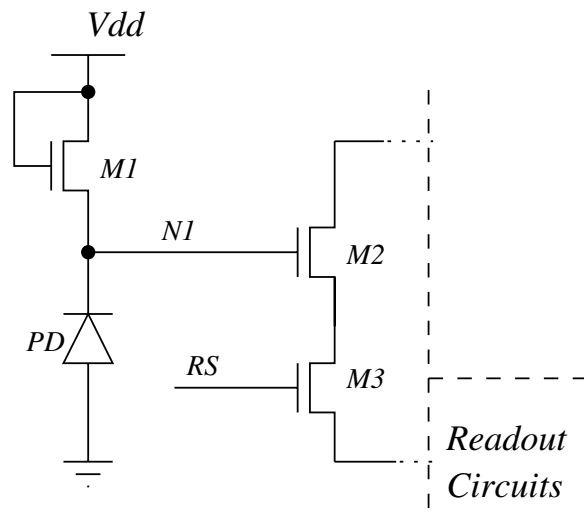 Vdd
M1
N1
M2
PD
RS
M3
Readout
Circuits